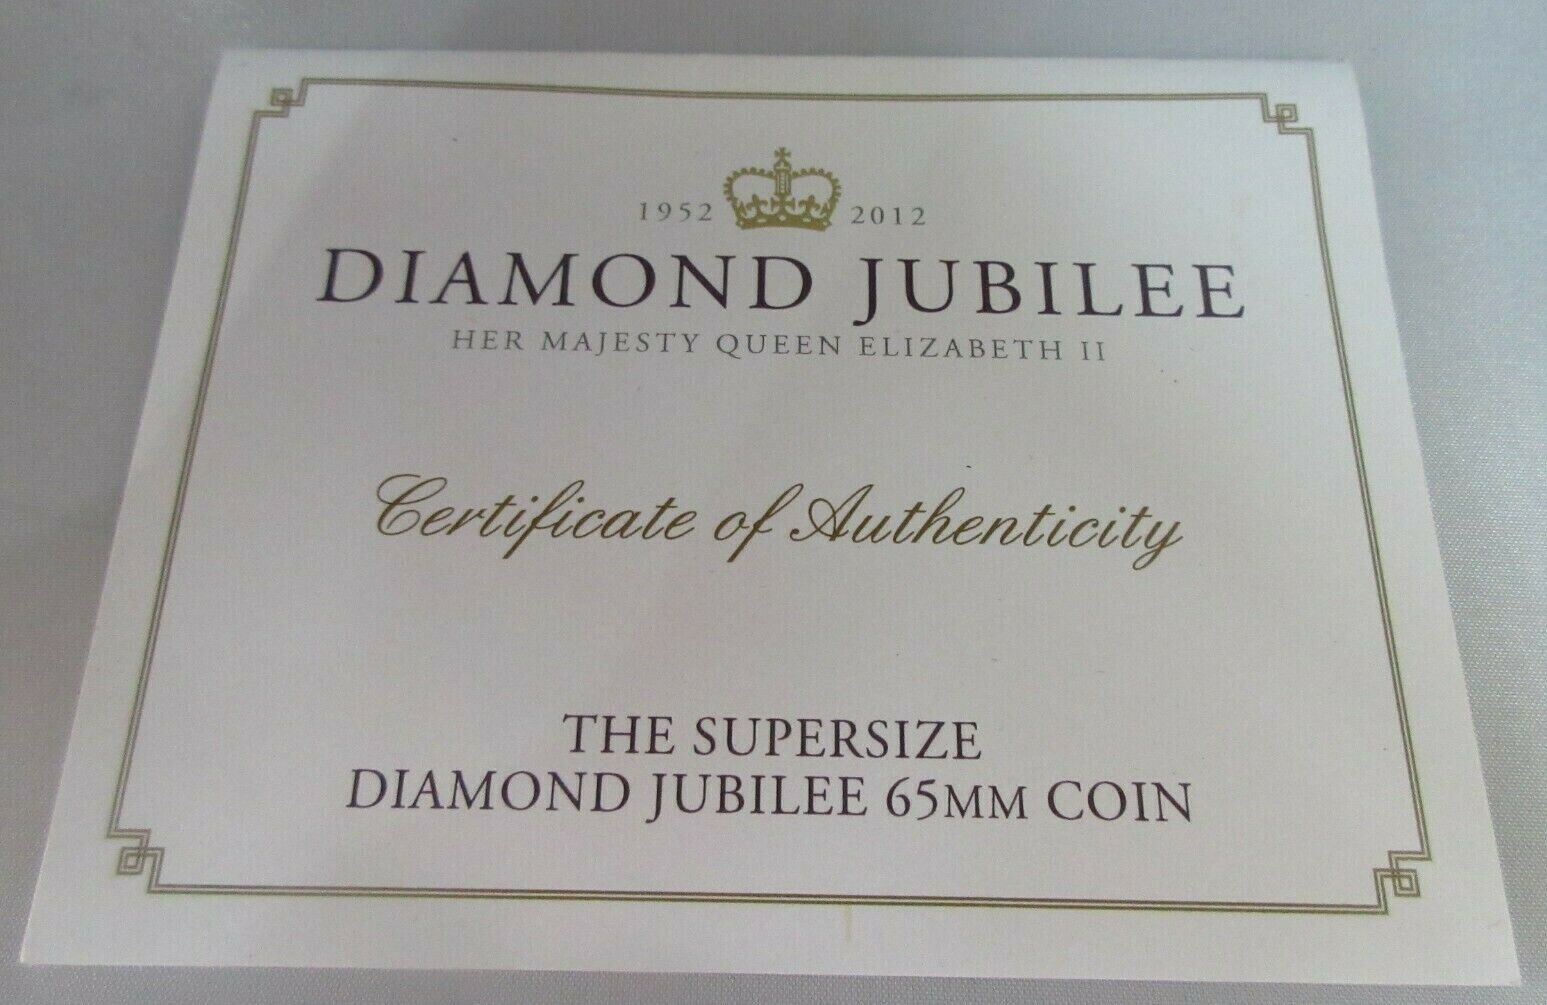 1952 2012
DIAMOND JUBILEE
HER MAJESTY QUEEN ELIZABETH II
Certificate of Authenticity
THE SUPERSIZE
DIAMOND JUBILEE 65MM COIN